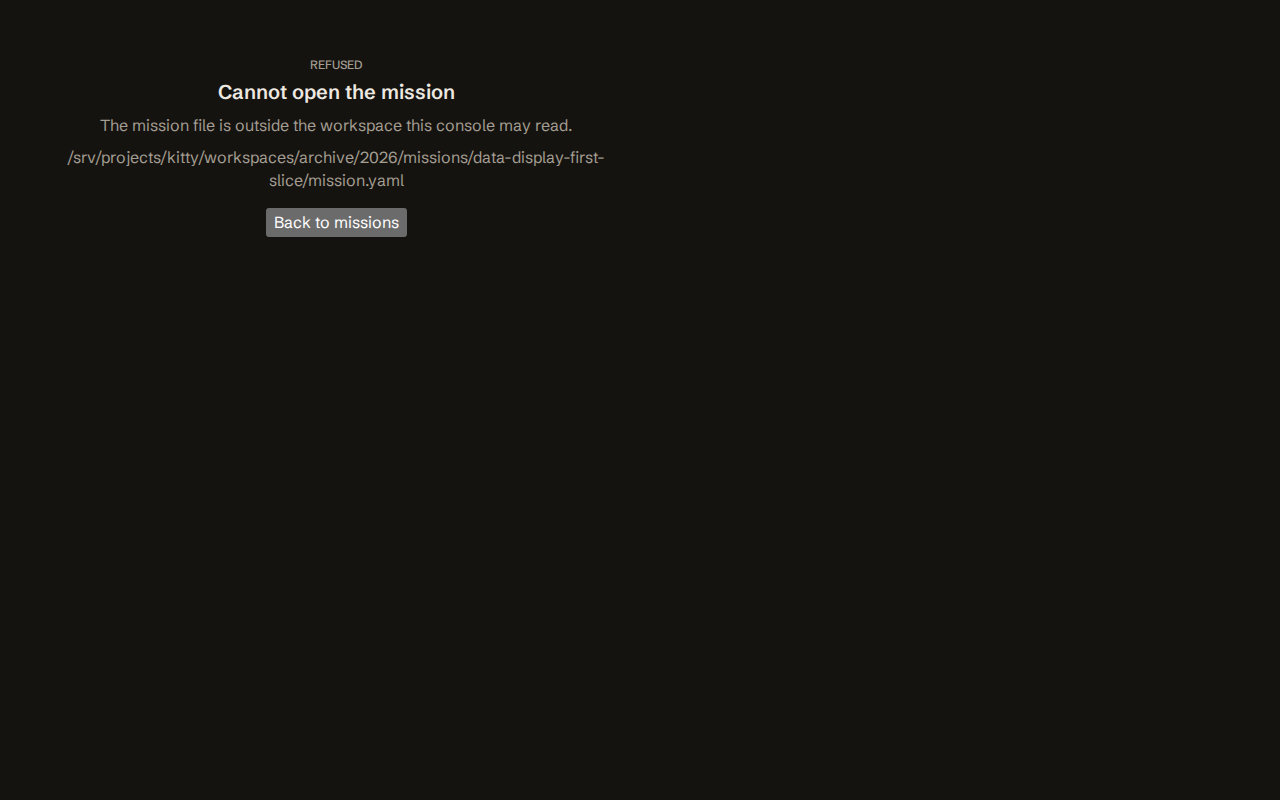 REFUSED
Cannot open the mission
The mission file is outside the workspace this console may read.
/srv/projects/kitty/workspaces/archive/2026/missions/data-display-first-
slice/mission.yaml
Back to missions